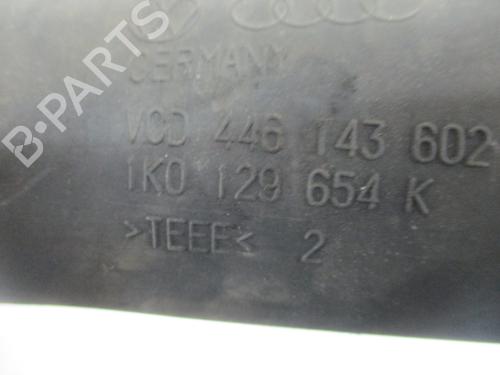 GERMANY
VCD 446 143 602
1K0 129 654 K
>TEEE< 2
B-PARTS